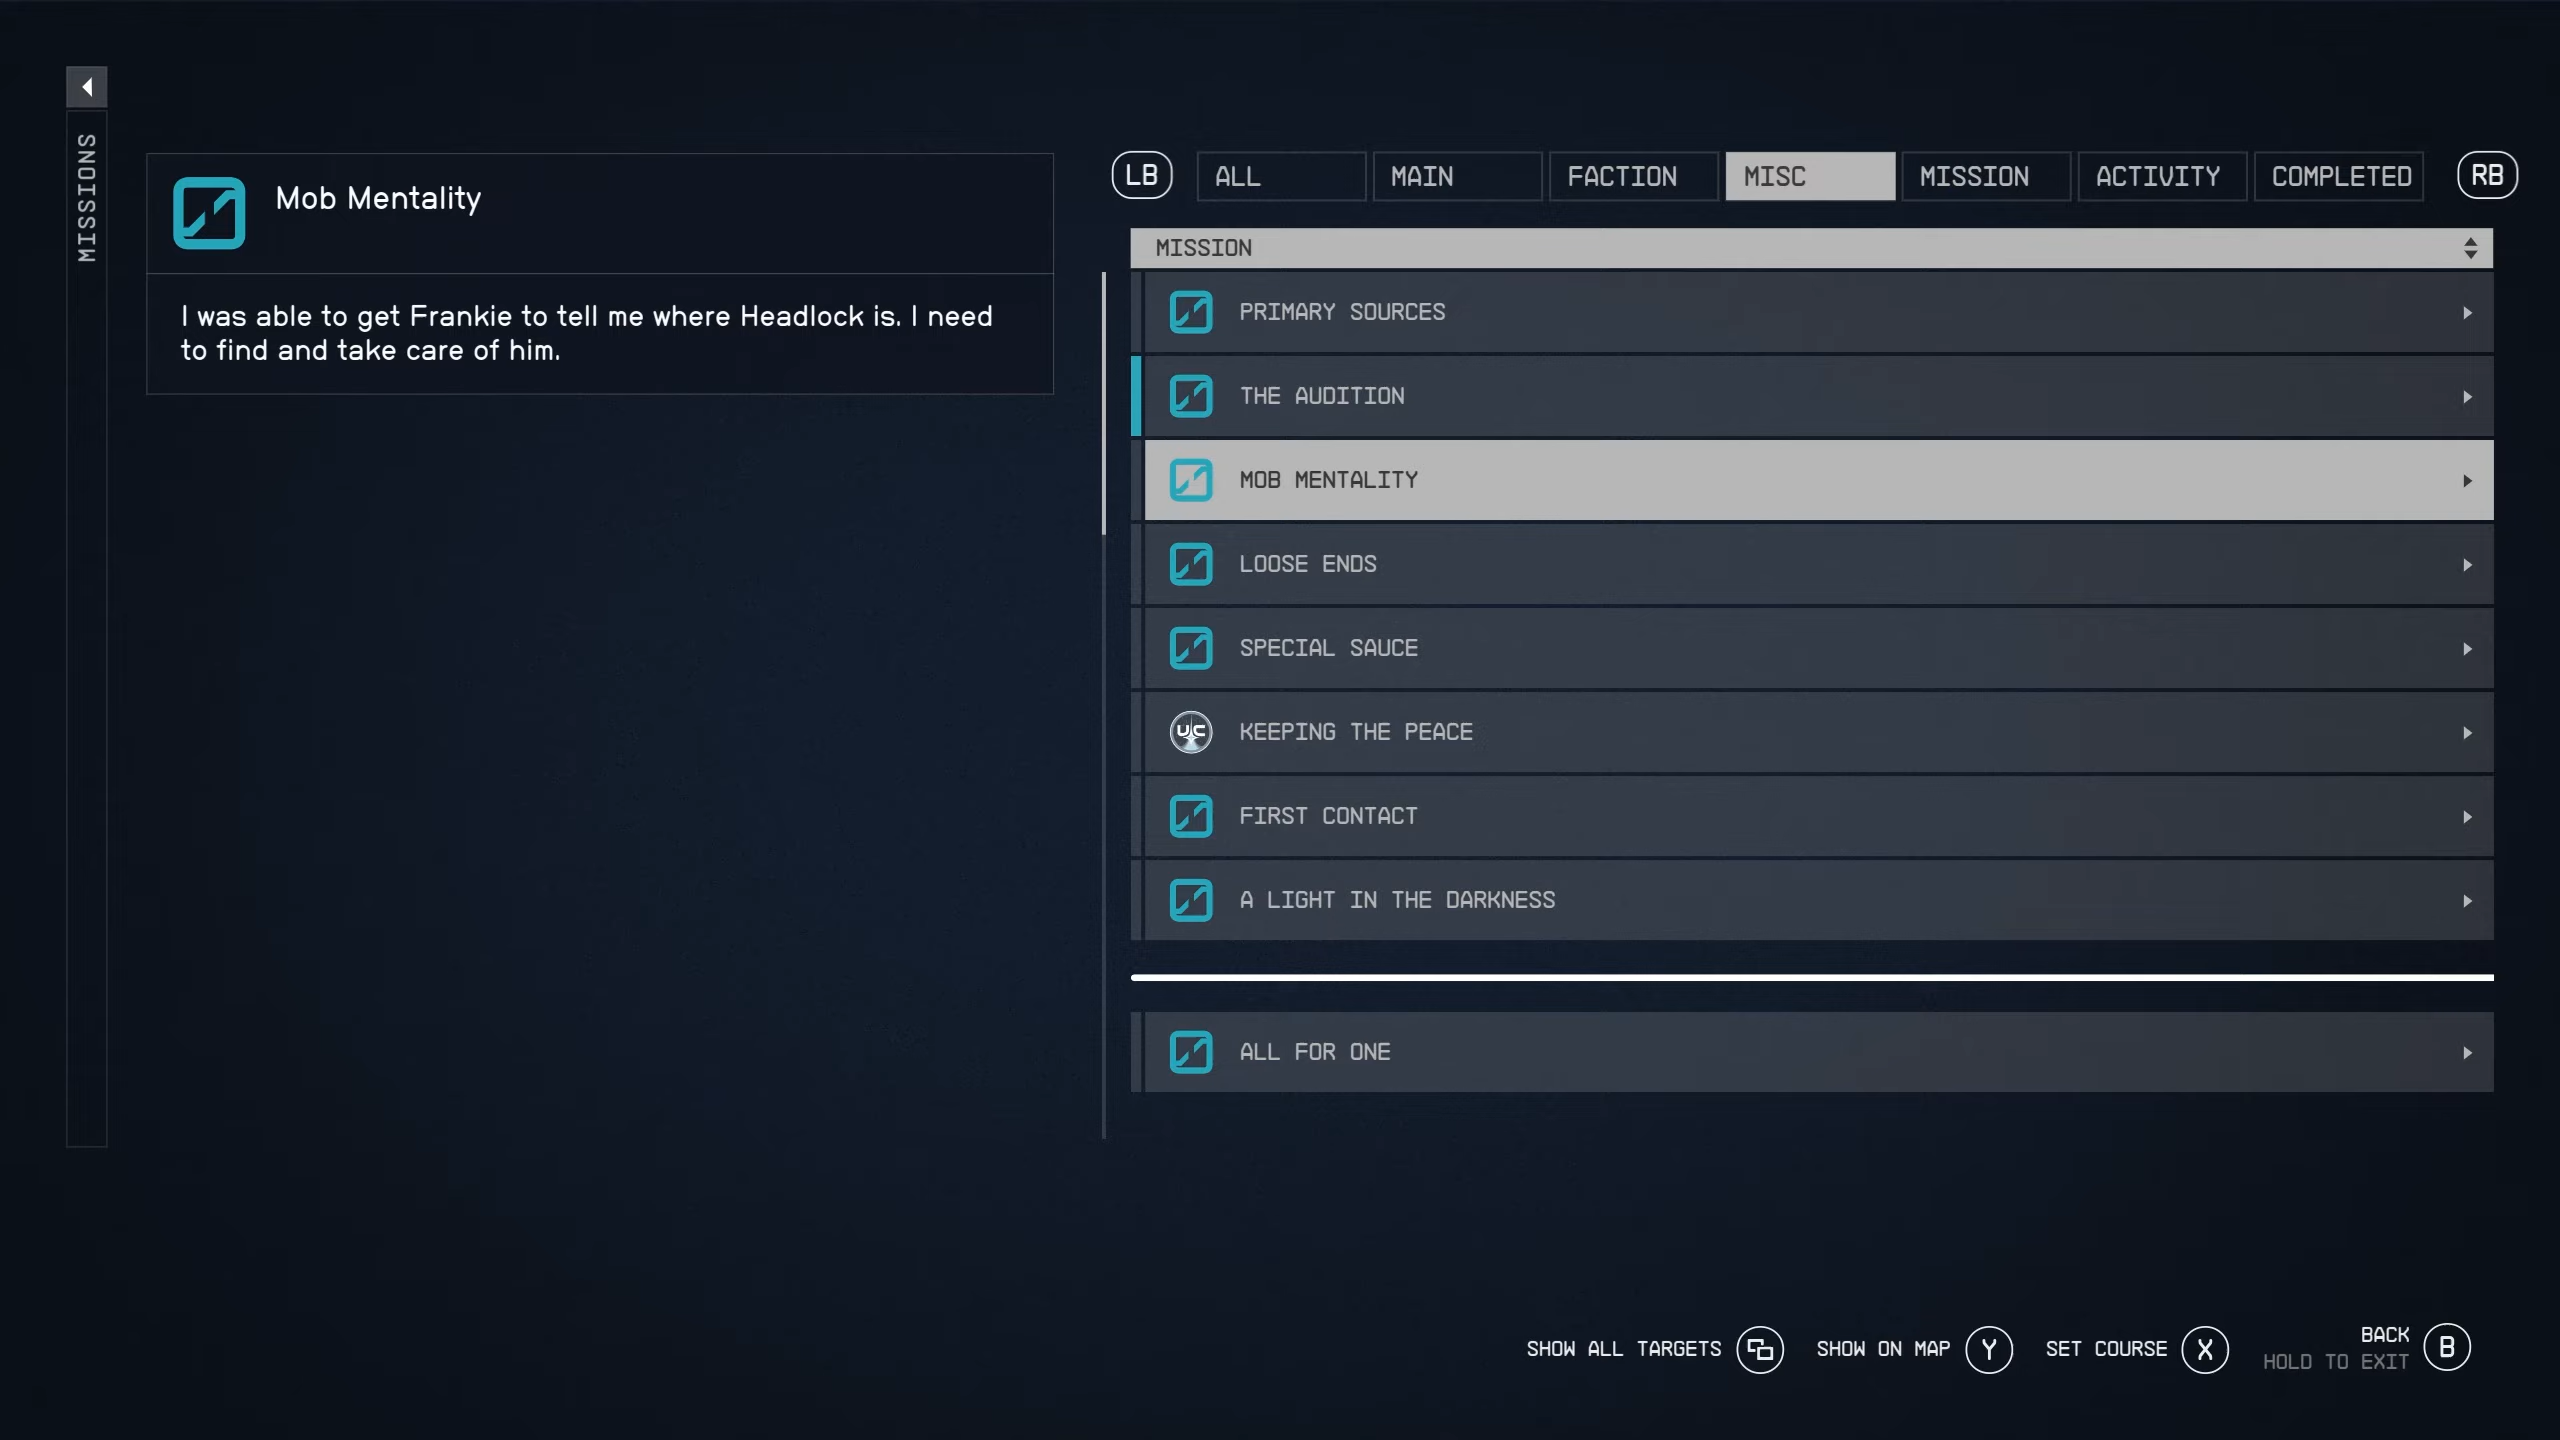 MISSIONS
Mob Mentality
I was able to get Frankie to tell me where Headlock is. I need
to find and take care of him.
LB
ALL
MAIN
FACTION
MISC
MISSION
ACTIVITY
COMPLETED
RB
MISSION
PRIMARY SOURCES
THE AUDITION
MOB MENTALITY
LOOSE ENDS
SPECIAL SAUCE
UC
KEEPING THE PEACE
FIRST CONTACT
A LIGHT IN THE DARKNESS
ALL FOR ONE
SHOW ALL TARGETS
SHOW ON MAP
Y
SET COURSE
X
BACK
HOLD TO EXIT
B